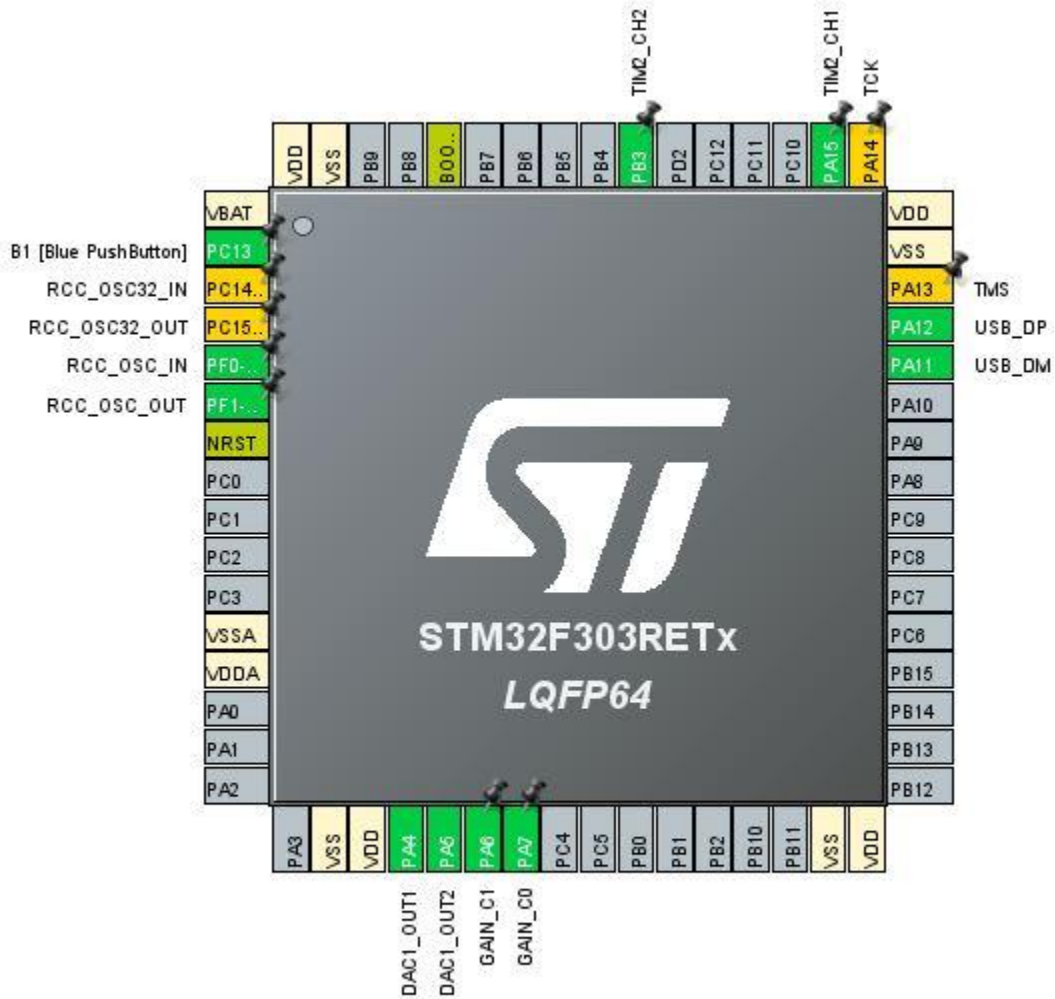 TIM2_CH2
TIM2_CH1
TCK
VDD
VSS
PB9
PB8
BOO..
PB7
PB6
PB5
PB4
PB3
PD2
PC12
PC11
PC10
PA15
PA14
VBAT
B1 [Blue PushButton] PC13
RCC_OSC32_IN PC14..
RCC_OSC32_OUT PC15..
RCC_OSC_IN PF0-..
RCC_OSC_OUT PF1-..
NRST
PC0
PC1
PC2
PC3
VSSA
VDDA
PA0
PA1
PA2
VDD
VSS
PA13 TMS
PA12 USB_DP
PA11 USB_DM
PA10
PA9
PA8
PC9
PC8
PC7
PC6
PB15
PB14
PB13
PB12
ST
STM32F303RETx
LQFP64
PA3
VSS
VDD
PA4
PA5
PA6
PA7
PC4
PC5
PB0
PB1
PB2
PB10
PB11
VSS
VDD
DAC1_OUT1
DAC1_OUT2
GAIN_C1
GAIN_C0